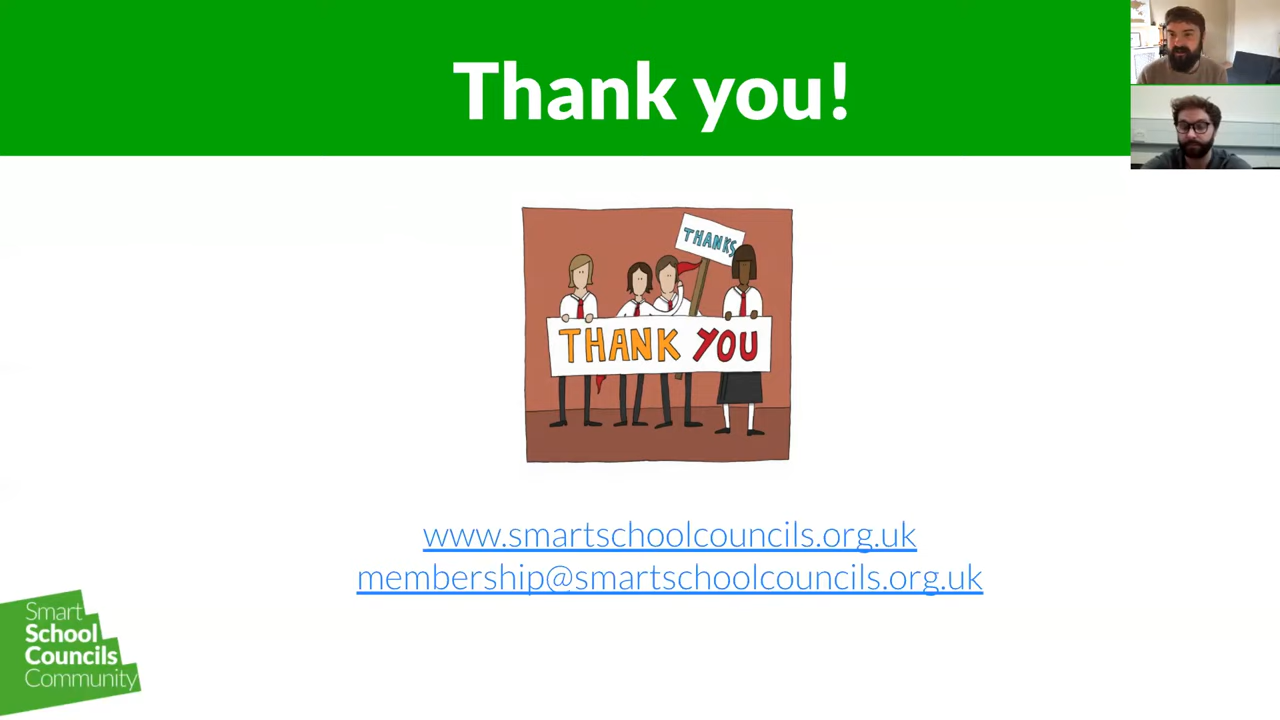 Thank you!
THANKS
THANK YOU
www.smartschoolcouncils.org.uk
membership@smartschoolcouncils.org.uk
Smart
School
Councils
Community